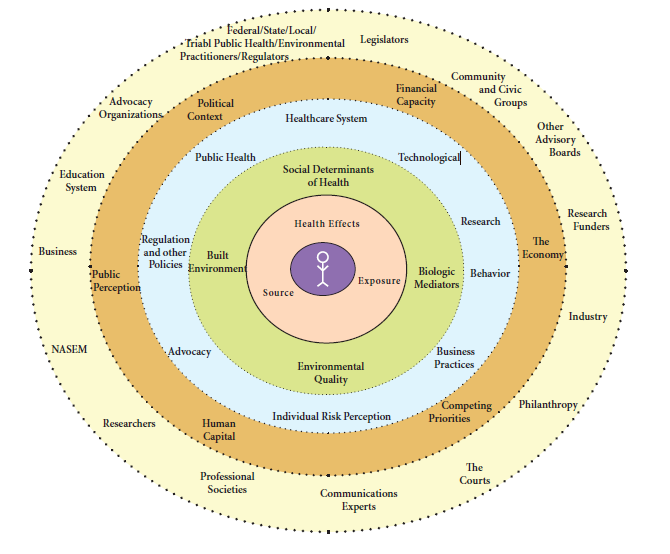 Federal/State/Local/
Triabl Public Health/Environmental
Practitioners/Regulators
Legislators
Community
and Civic
Groups
Other
Advisory
Boards
Research
Funders
Industry
Philanthropy
The
Courts
Communications
Experts
Professional
Societies
Researchers
NASEM
Business
Education
System
Advocacy
Organizations
Political
Context
Financial
Capacity
The
Economy
Competing
Priorities
Human
Capital
Public
Perception
Healthcare System
Technological
Research
Behavior
Business
Practices
Individual Risk Perception
Advocacy
Regulation
and other
Policies
Public Health
Social Determinants
of Health
Biologic
Mediators
Environmental
Quality
Built
Environment
Health Effects
Exposure
Source